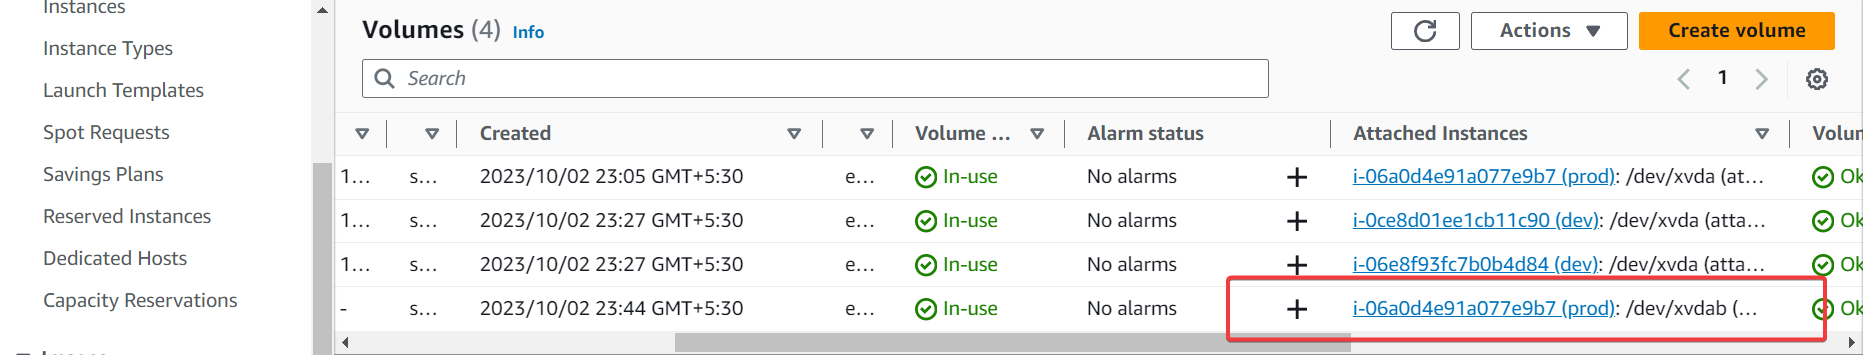 Instances
Instance Types
Launch Templates
Spot Requests
Savings Plans
Reserved Instances
Dedicated Hosts
Capacity Reservations
Volumes (4) Info
Actions
Create volume
Search
1
Created Volume ... Alarm status Attached Instances Volun
1... s... 2023/10/02 23:05 GMT+5:30 e... In-use No alarms + i-06a0d4e91a077e9b7 (prod): /dev/xvda (at... Ok
1... s... 2023/10/02 23:27 GMT+5:30 e... In-use No alarms + i-0ce8d01ee1cb11c90 (dev): /dev/xvda (atta... Ok
1... s... 2023/10/02 23:27 GMT+5:30 e... In-use No alarms + i-06e8f93fc7b0b4d84 (dev): /dev/xvda (atta... Ok
- s... 2023/10/02 23:44 GMT+5:30 e... In-use No alarms + i-06a0d4e91a077e9b7 (prod): /dev/xvdab (... Ok